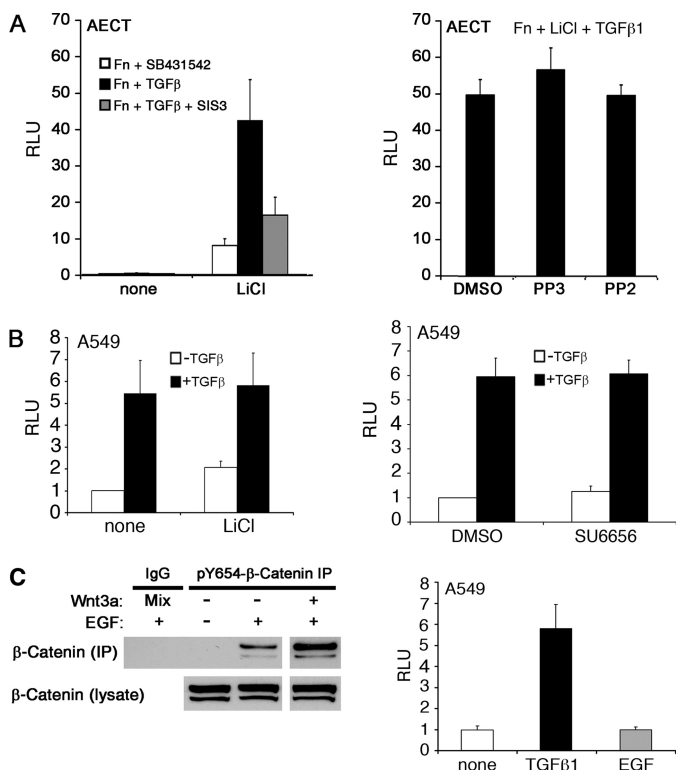 A
AECT
Fn + SB431542
Fn + TGFβ
Fn + TGFβ + SIS3
RLU
50
40
30
20
10
0
none
LiCl
AECT
Fn + LiCl + TGFβ1
RLU
70
60
50
40
30
20
10
0
DMSO
PP3
PP2
B
A549
-TGFβ
+TGFβ
RLU
8
7
6
5
4
3
2
1
0
none
LiCl
A549
-TGFβ
+TGFβ
RLU
8
7
6
5
4
3
2
1
0
DMSO
SU6656
C
IgG
pY654-β-Catenin IP
Wnt3a: Mix - - +
EGF: + - + +
β-Catenin (IP)
β-Catenin (lysate)
A549
RLU
8
7
6
5
4
3
2
1
0
none
TGFβ1
EGF